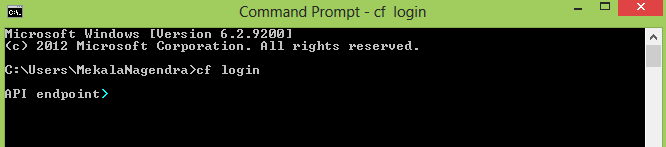 Command Prompt - cf login
Microsoft Windows [Version 6.2.9200]
(c) 2012 Microsoft Corporation. All rights reserved.
C:\Users\MekalaNagendra>cf login
API endpoint>